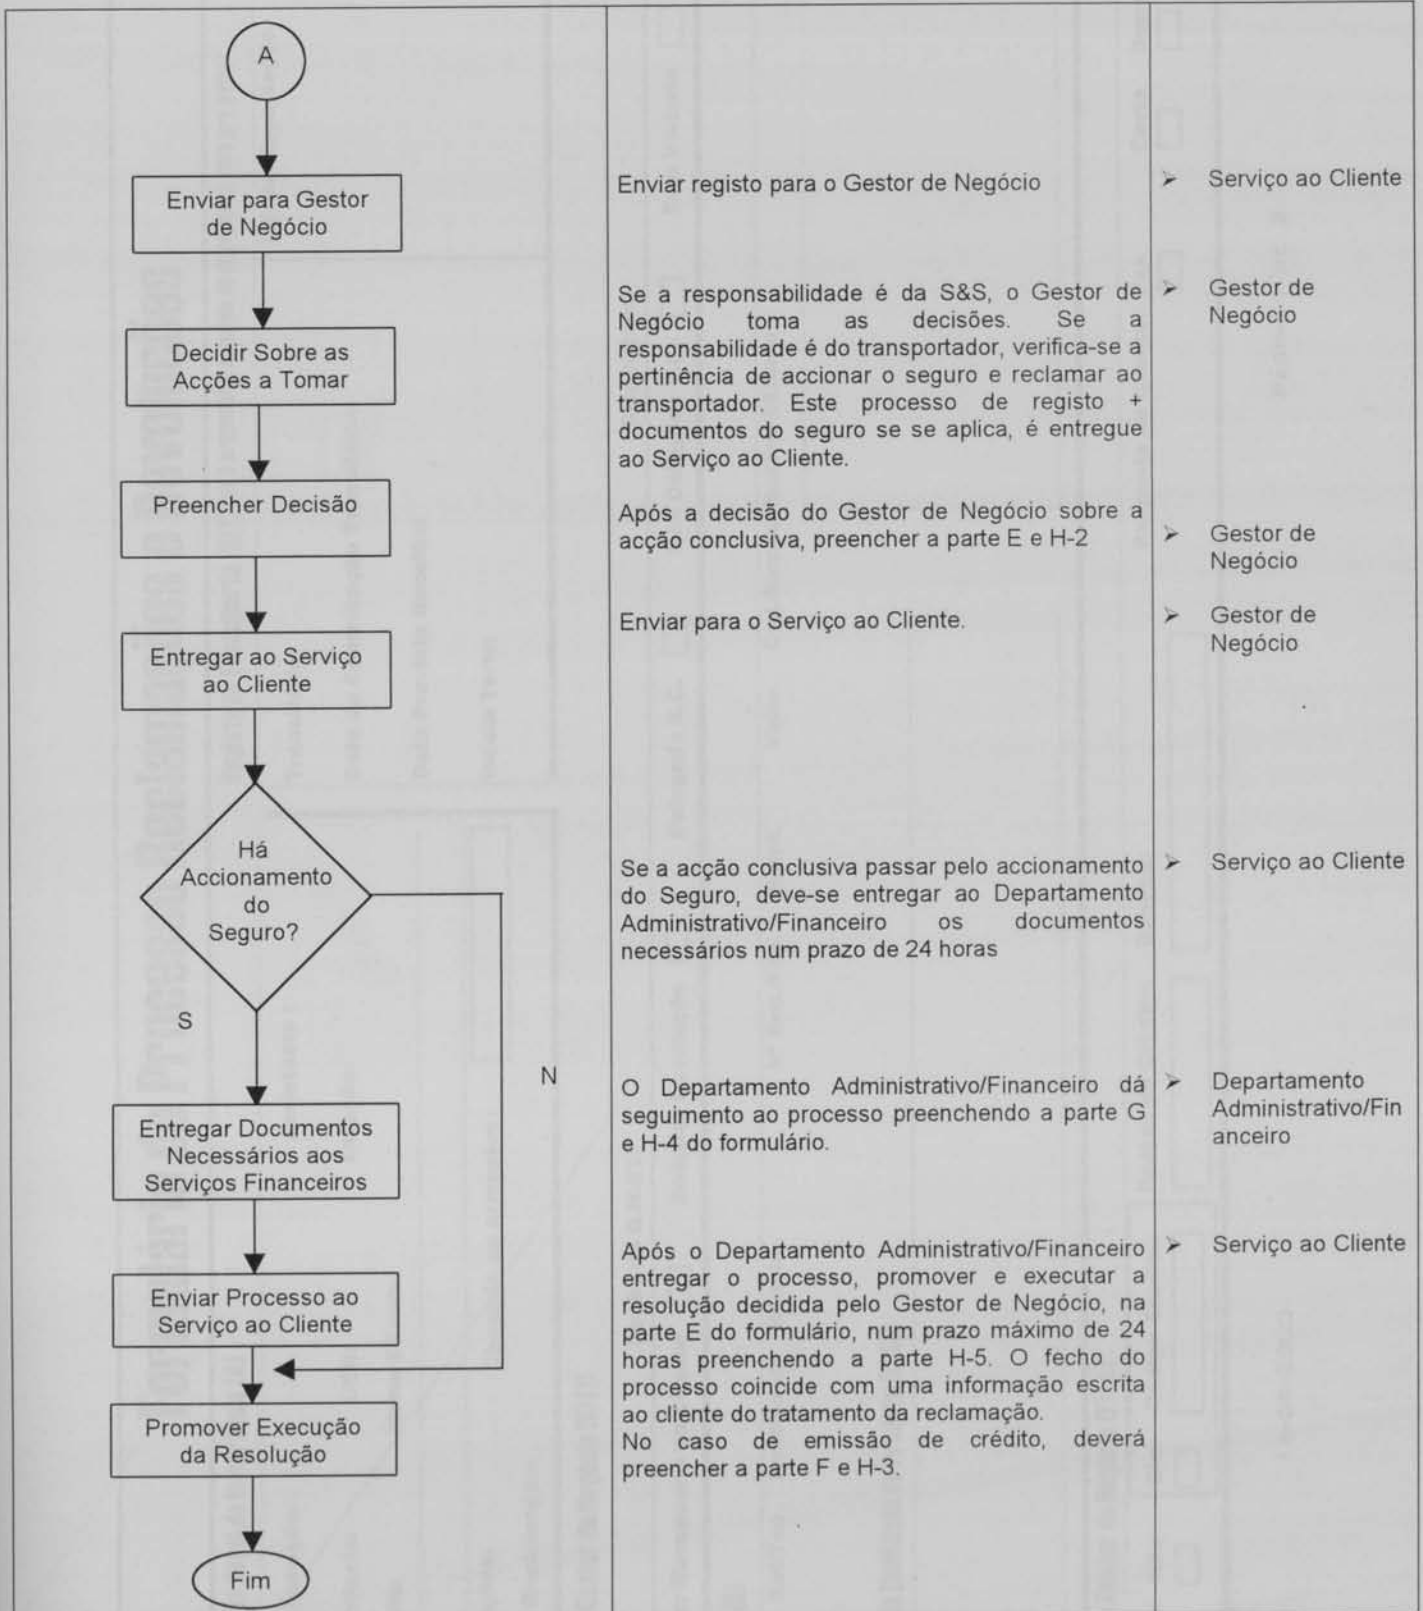 A
Enviar para Gestor
de Negócio
Enviar registo para o Gestor de Negócio
➢ Serviço ao Cliente
Decidir Sobre as
Acções a Tomar
Se a responsabilidade é da S&S, o Gestor de
Negócio toma as decisões. Se a
responsabilidade é do transportador, verifica-se a
pertinência de accionar o seguro e reclamar ao
transportador. Este processo de registo +
documentos do seguro se se aplica, é entregue
ao Serviço ao Cliente.
➢ Gestor de
Negócio
Preencher Decisão
Após a decisão do Gestor de Negócio sobre a
acção conclusiva, preencher a parte E e H-2
➢ Gestor de
Negócio
Entregar ao Serviço
ao Cliente
Enviar para o Serviço ao Cliente.
➢ Gestor de
Negócio
Há
Accionamento
do
Seguro?
S
N
Se a acção conclusiva passar pelo accionamento
do Seguro, deve-se entregar ao Departamento
Administrativo/Financeiro os documentos
necessários num prazo de 24 horas
➢ Serviço ao Cliente
Entregar Documentos
Necessários aos
Serviços Financeiros
O Departamento Administrativo/Financeiro dá
seguimento ao processo preenchendo a parte G
e H-4 do formulário.
➢ Departamento
Administrativo/Fin
anceiro
Enviar Processo ao
Serviço ao Cliente
Promover Execução
da Resolução
Após o Departamento Administrativo/Financeiro
entregar o processo, promover e executar a
resolução decidida pelo Gestor de Negócio, na
parte E do formulário, num prazo máximo de 24
horas preenchendo a parte H-5. O fecho do
processo coincide com uma informação escrita
ao cliente do tratamento da reclamação.
No caso de emissão de crédito, deverá
preencher a parte F e H-3.
➢ Serviço ao Cliente
Fim